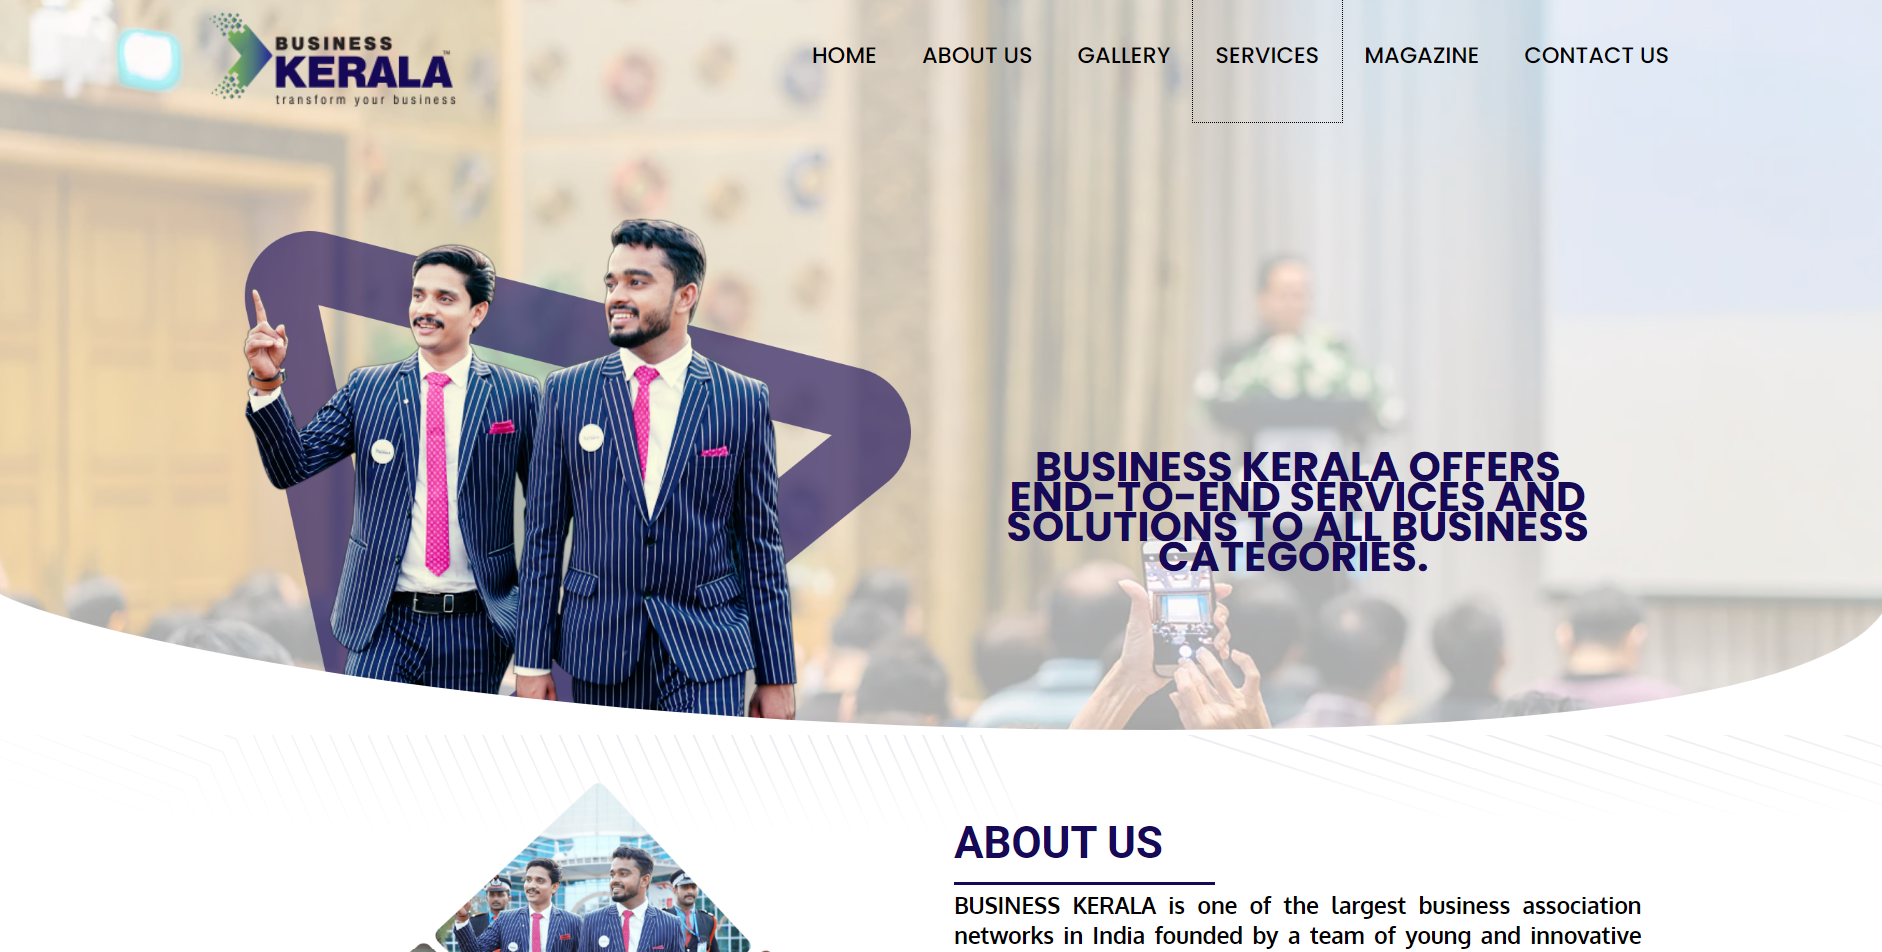 BUSINESS
KERALA™
transform your business
HOME ABOUT US GALLERY SERVICES MAGAZINE CONTACT US
BUSINESS KERALA OFFERS
END-TO-END SERVICES AND
SOLUTIONS TO ALL BUSINESS
CATEGORIES.
ABOUT US
BUSINESS KERALA is one of the largest business association
networks in India founded by a team of young and innovative